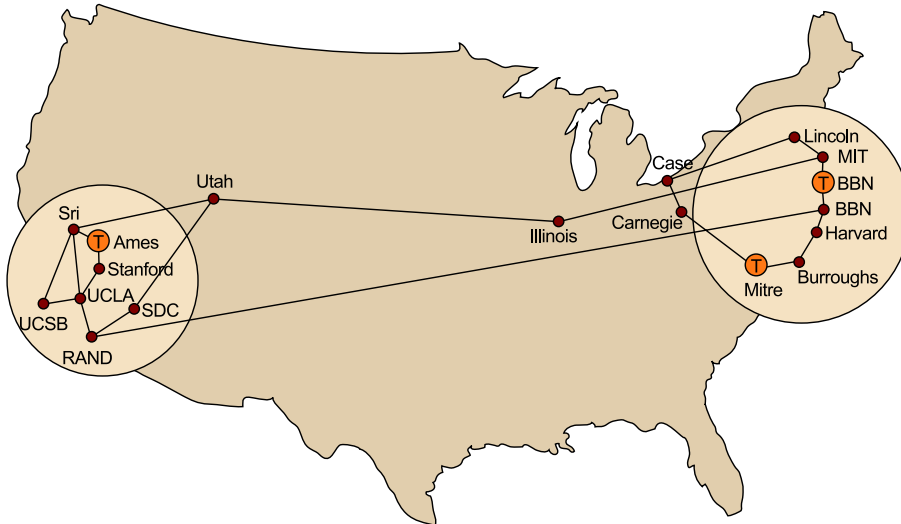 Lincoln
MIT
Case
T BBN
Utah
BBN
Sri
Carnegie
Illinois
Harvard
T Ames
T
Mitre
Burroughs
Stanford
UCLA
SDC
UCSB
RAND